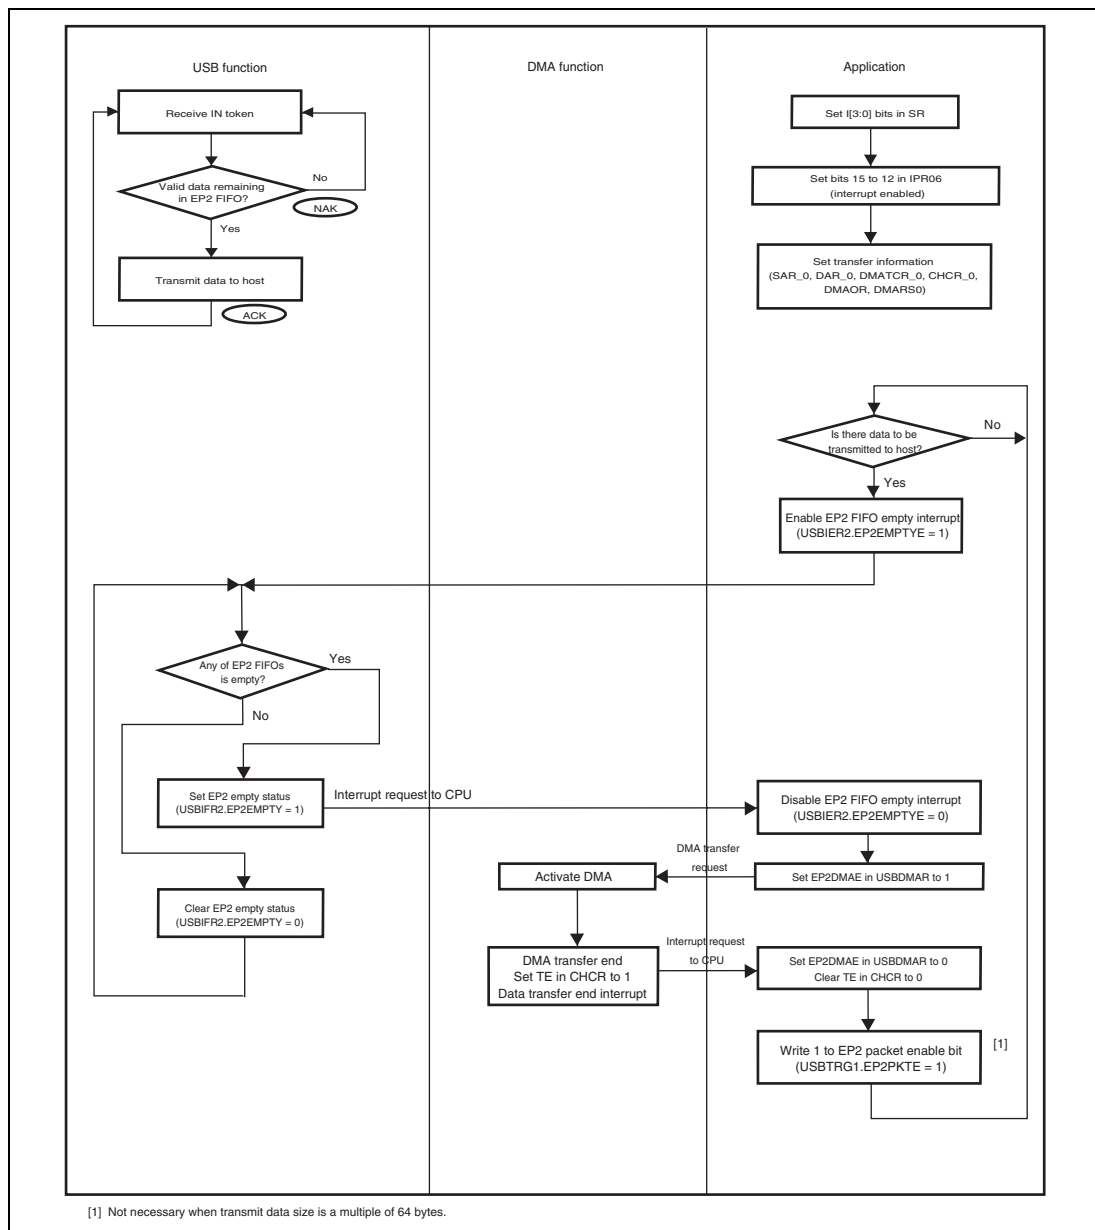 USB function
DMA function
Application
Receive IN token
Valid data remaining
in EP2 FIFO?
No
NAK
Yes
Transmit data to host
ACK
Set I[3:0] bits in SR
Set bits 15 to 12 in IPR06
(interrupt enabled)
Set transfer information
(SAR_0, DAR_0, DMATCR_0, CHCR_0,
DMAOR, DMARS0)
Is there data to be
transmitted to host?
No
Yes
Enable EP2 FIFO empty interrupt
(USBIER2.EP2EMPTYE = 1)
Any of EP2 FIFOs
is empty?
Yes
No
Set EP2 empty status
(USBIFR2.EP2EMPTY = 1)
Interrupt request to CPU
Disable EP2 FIFO empty interrupt
(USBIER2.EP2EMPTYE = 0)
DMA transfer
request
Activate DMA
Set EP2DMAE in USBDMAR to 1
Clear EP2 empty status
(USBIFR2.EP2EMPTY = 0)
DMA transfer end
Set TE in CHCR to 1
Data transfer end interrupt
Interrupt request
to CPU
Set EP2DMAE in USBDMAR to 0
Clear TE in CHCR to 0
Write 1 to EP2 packet enable bit
(USBTRG1.EP2PKTE = 1)
[1]
[1] Not necessary when transmit data size is a multiple of 64 bytes.